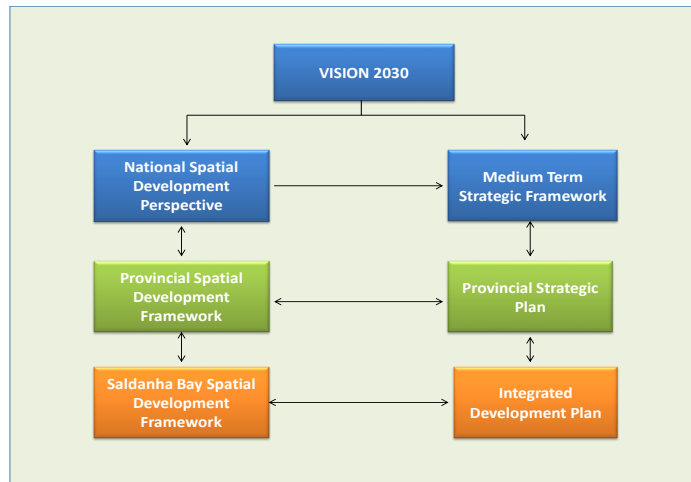 VISION 2030
National Spatial
Development
Perspective
Medium Term
Strategic Framework
Provincial Spatial
Development
Framework
Provincial Strategic
Plan
Saldanha Bay Spatial
Development
Framework
Integrated
Development Plan